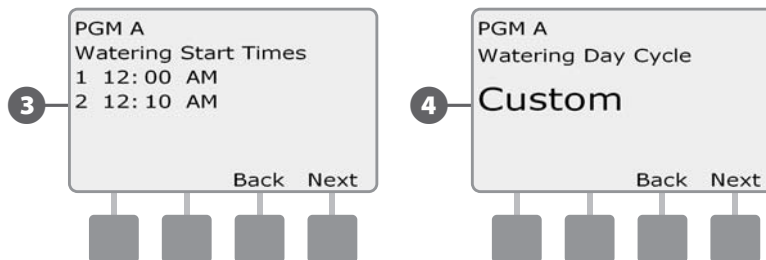 3
PGM A
Watering Start Times
1 12:00 AM
2 12:10 AM
Back Next
4
PGM A
Watering Day Cycle
Custom
Back Next